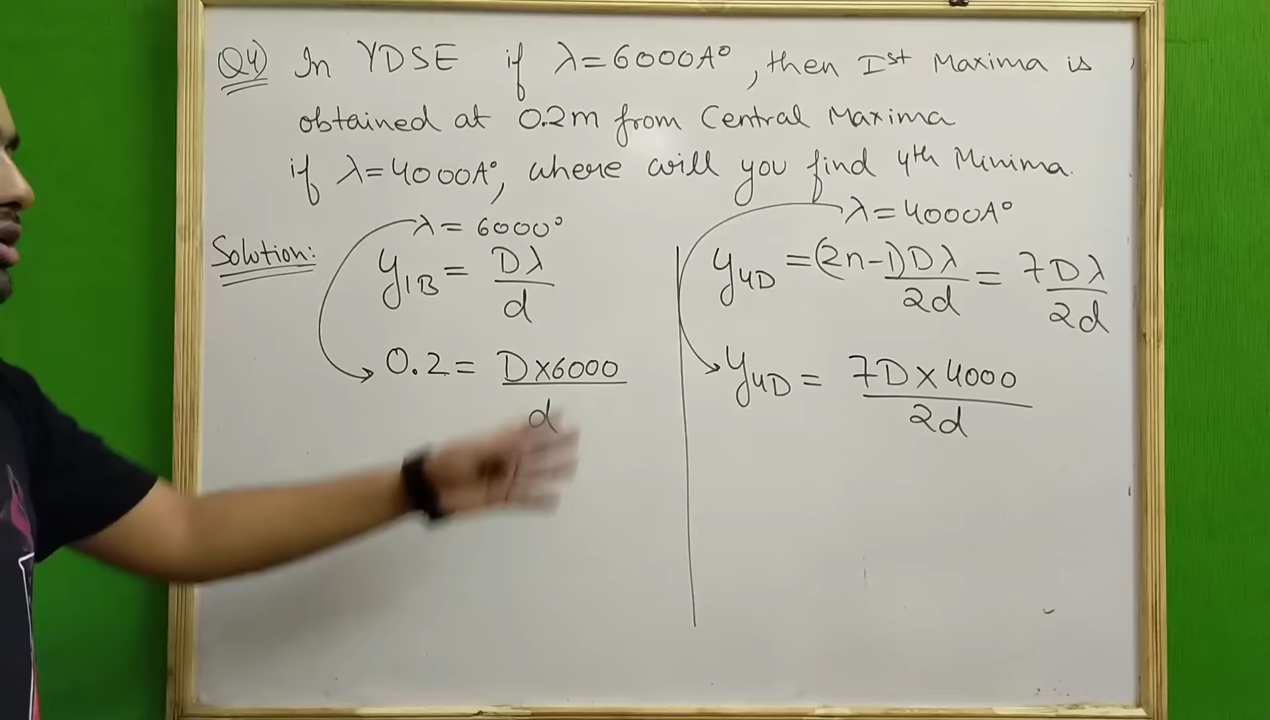 Q4) In YDSE if λ=6000A°, then Ist Maxima is
obtained at 0.2m from Central Maxima
if λ=4000A°, where will you find 4th Minima.
Solution:
λ = 6000°
y1B = Dλ/d
0.2 = D×6000/d
λ = 4000A°
y4D = (2n-1)Dλ/2d = 7Dλ/2d
y4D = 7D×4000/2d